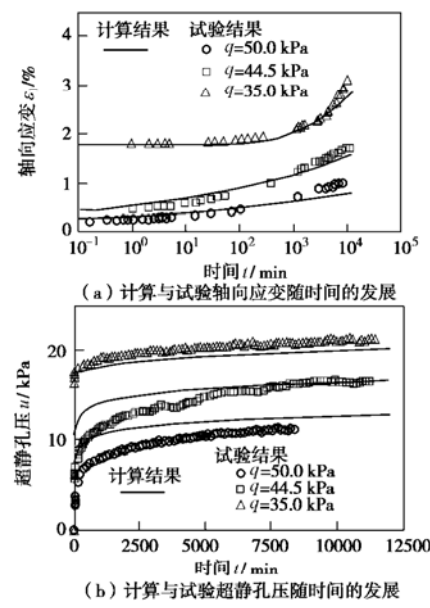 计算结果 试验结果
q=50.0 kPa
q=44.5 kPa
q=35.0 kPa
轴向应变 ε/%
4
3
2
1
0
10⁻¹ 10⁰ 10¹ 10² 10³ 10⁴ 10⁵
时间 t/ min
(a) 计算与试验轴向应变随时间的发展
超静孔压 u/ kPa
20
10
0
计算结果 试验结果
q=50.0 kPa
q=44.5 kPa
q=35.0 kPa
0 2500 5000 7500 10000 12500
时间 t/ min
(b) 计算与试验超静孔压随时间的发展